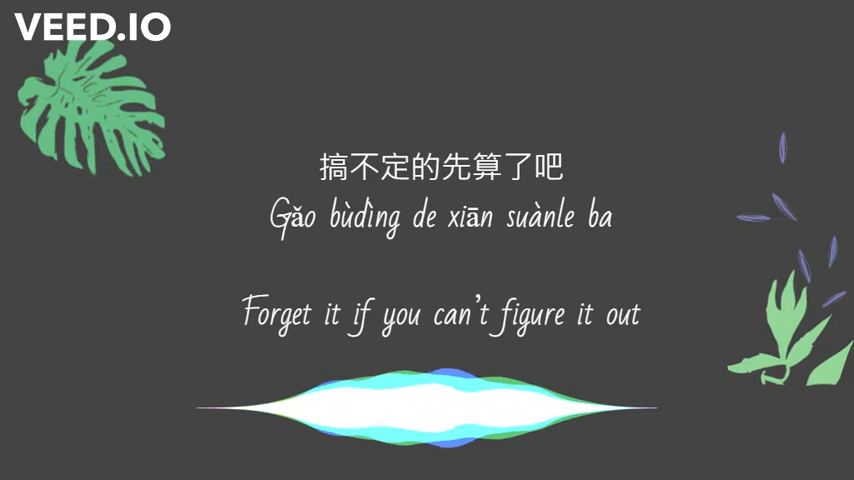 VEED.IO
搞不定的先算了吧
Gǎo bùdìng de xiān suànle ba
Forget it if you can't figure it out